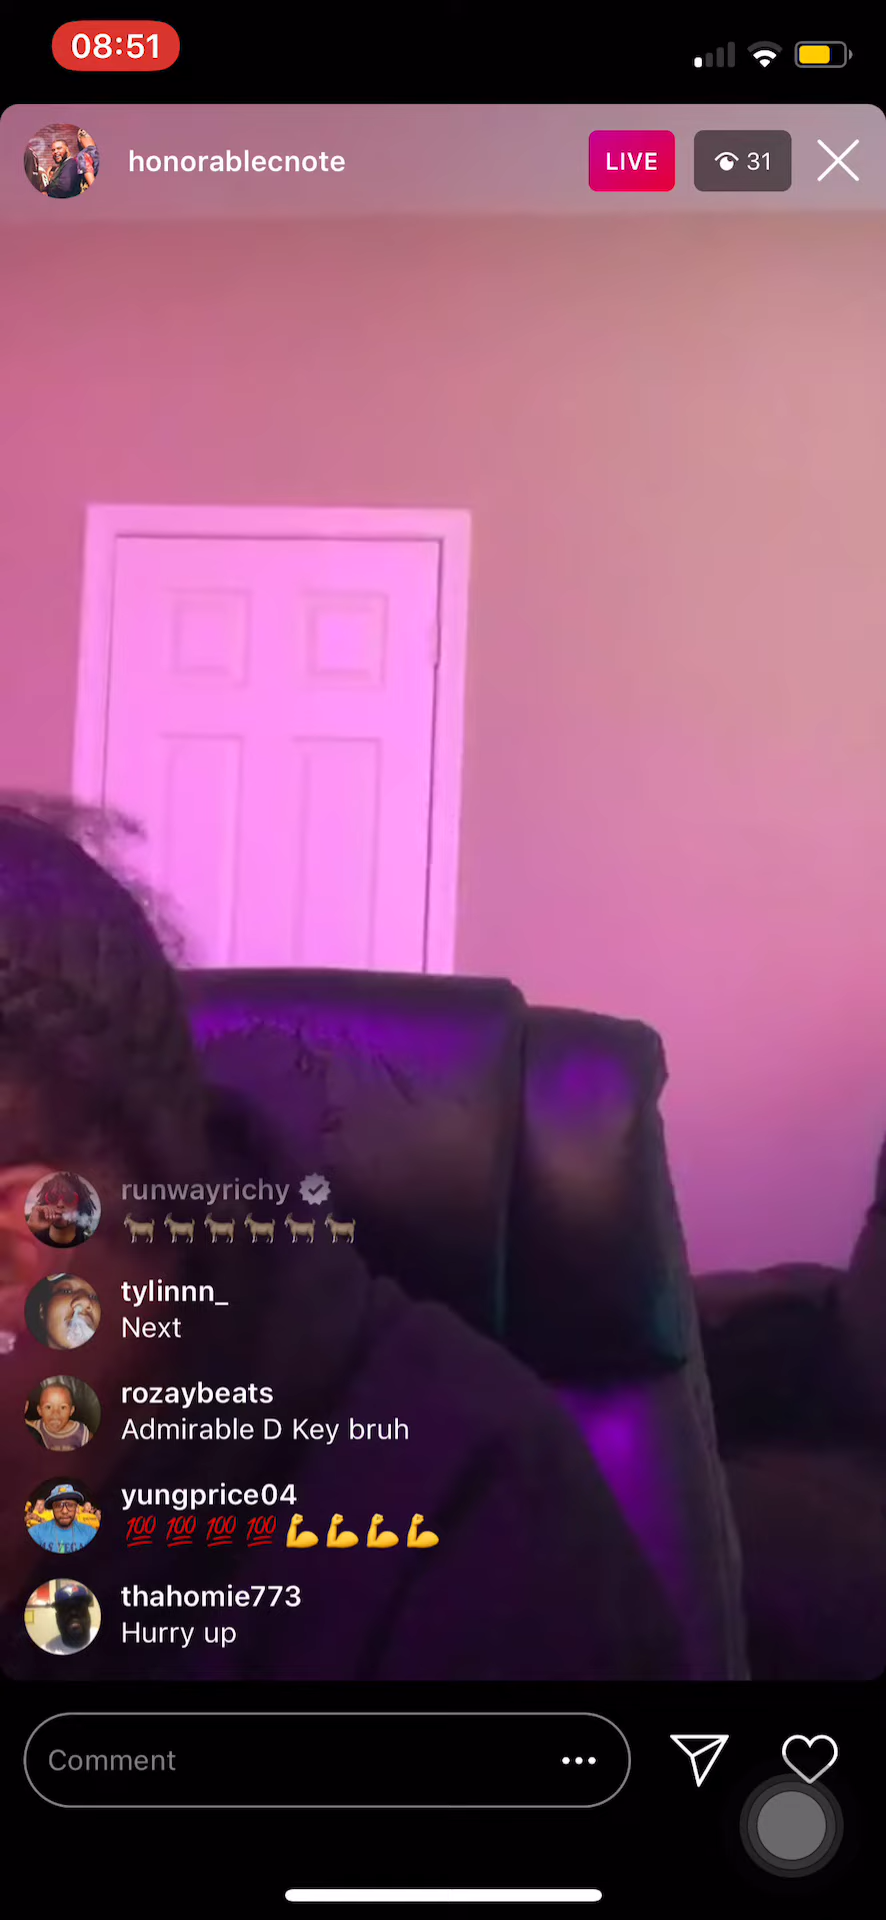 08:51
honorablecnote
LIVE
31
runwayrichy
🐐🐐🐐🐐🐐🐐
tylinnn_
Next
rozaybeats
Admirable D Key bruh
yungprice04
💯💯💯💯💪💪💪💪
thahomie773
Hurry up
Comment